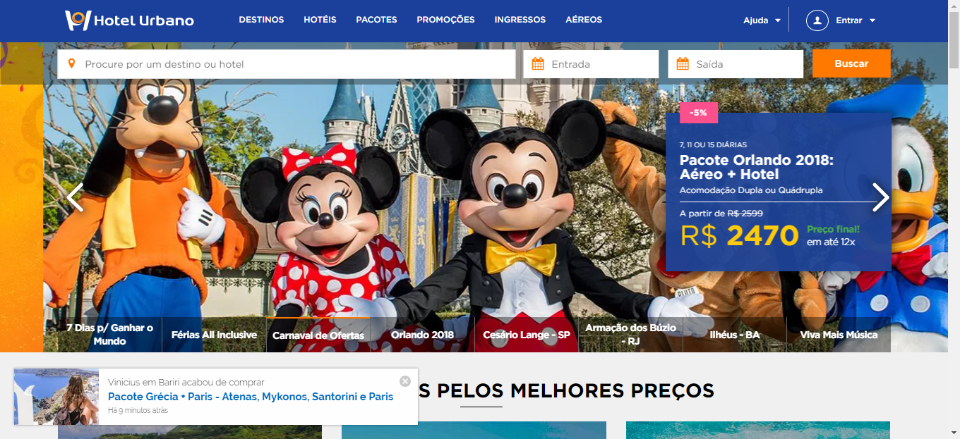 Hotel Urbano
DESTINOS HOTÉIS PACOTES PROMOÇÕES INGRESSOS AÉREOS
Ajuda Entrar
Procure por um destino ou hotel
Entrada
Saída
Buscar
-5%
7, 11 OU 15 DIÁRIAS
Pacote Orlando 2018:
Aéreo + Hotel
Acomodação Dupla ou Quádrupla
A partir de R$ 2599
R$ 2470
Preço final!
em até 12x
7 Dias p/ Ganhar o
Mundo
Férias All Inclusive
Carnaval de Ofertas
Orlando 2018
Cesário Lange - SP
Armação dos Búzio
- RJ
Ilhéus - BA
Viva Mais Música
S PELOS MELHORES PREÇOS
Vinicius em Bariri acabou de comprar
Pacote Grécia + Paris - Atenas, Mykonos, Santorini e Paris
Há 9 minutos atrás